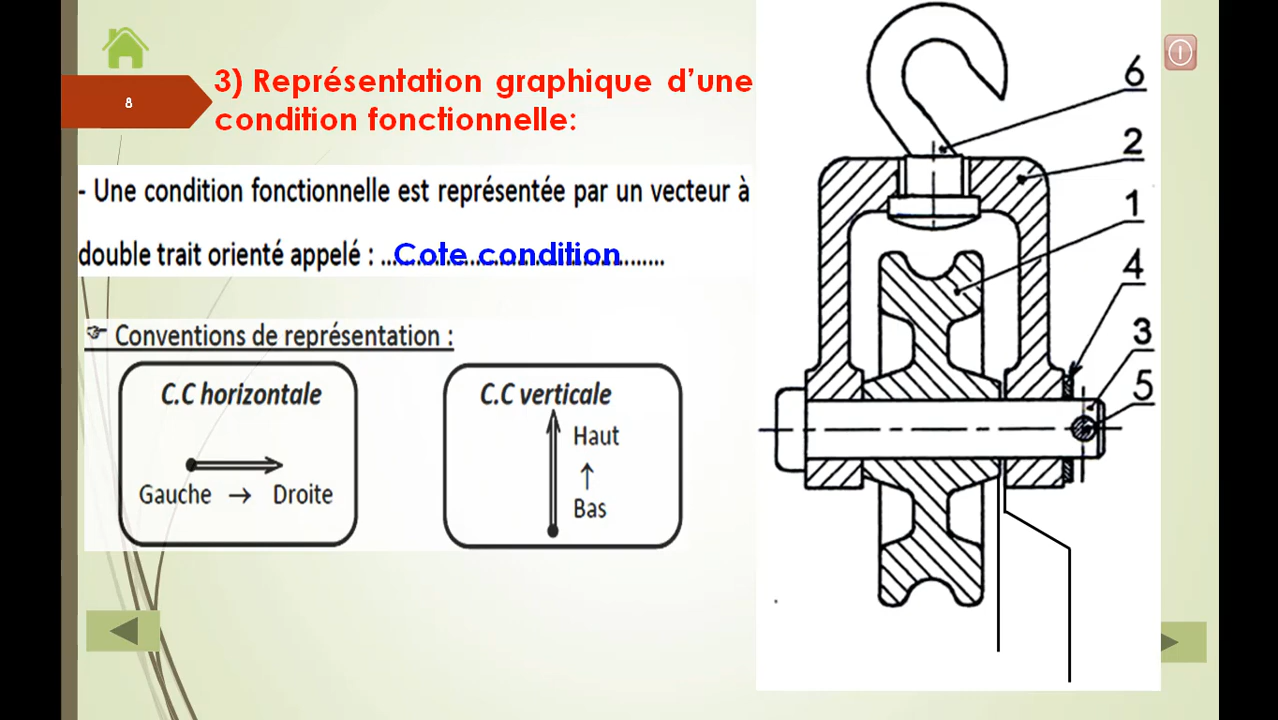 8
3) Représentation graphique d’une
condition fonctionnelle:
- Une condition fonctionnelle est représentée par un vecteur à
double trait orienté appelé : ...Cote condition......
☞ Conventions de représentation :
C.C horizontale
Gauche → Droite
C.C verticale
Haut
↑
Bas
6
2
1
4
3
5